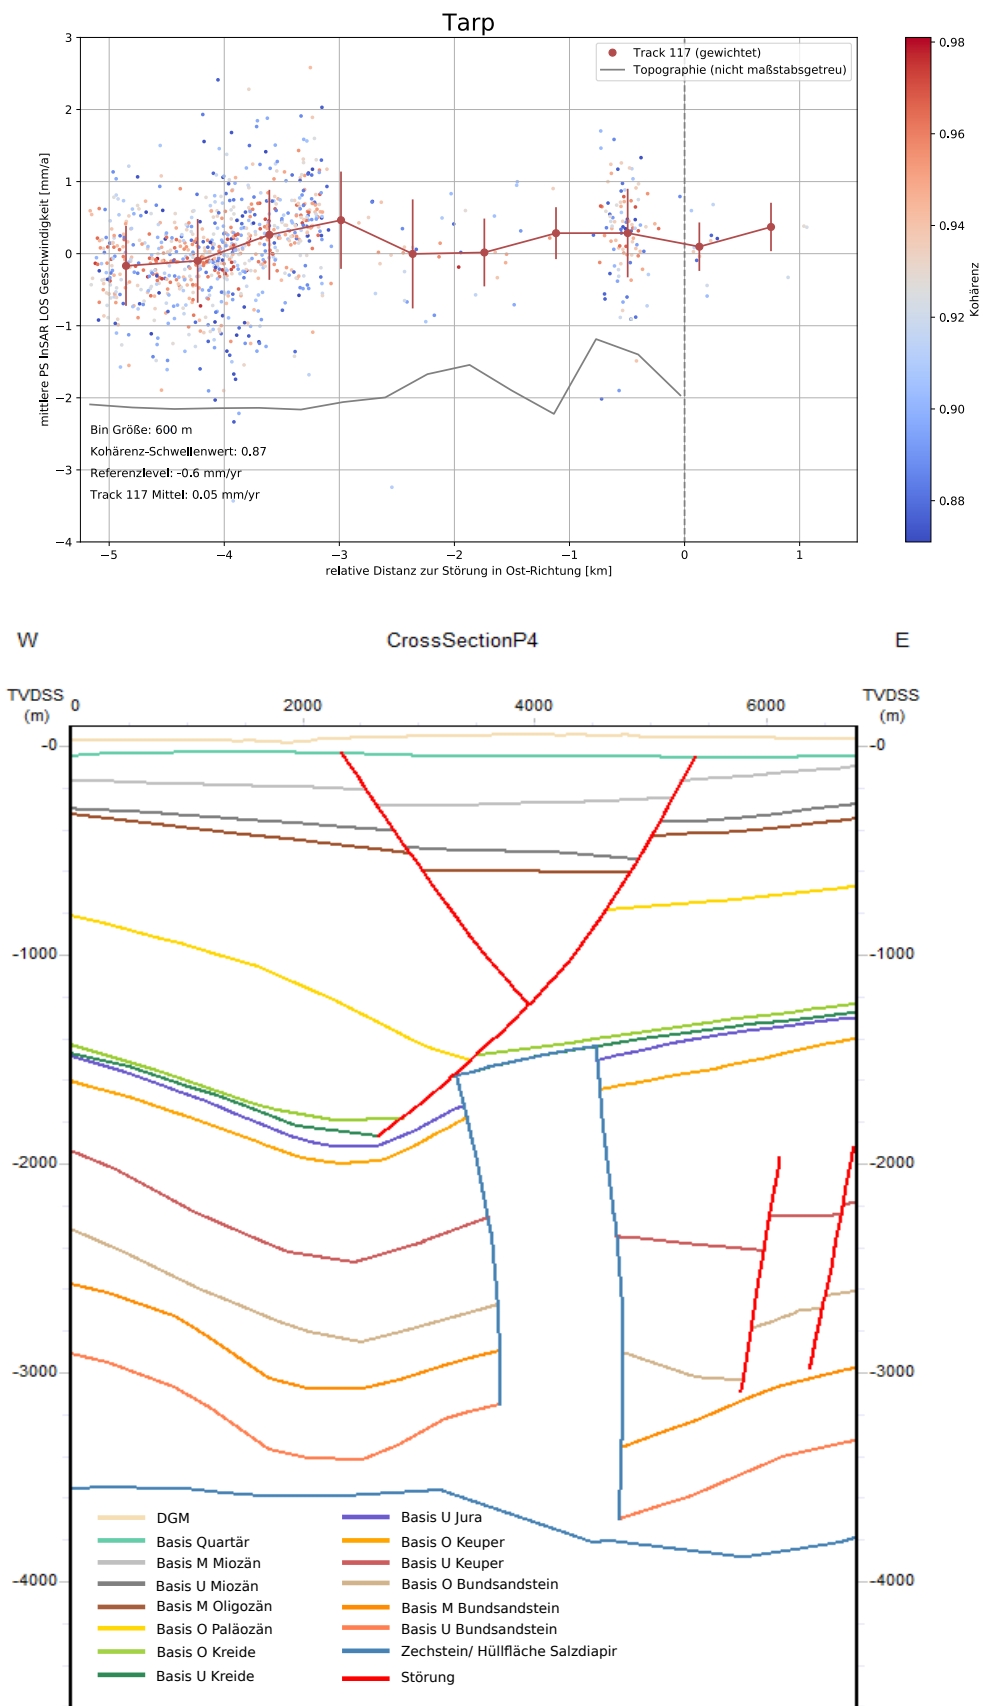 Tarp
3
2
1
0
−1
−2
−3
−4
mittlere PS InSAR LOS Geschwindigkeit [mm/a]
Track 117 (gewichtet)
Topographie (nicht maßstabsgetreu)
Bin Größe: 600 m
Kohärenz-Schwellenwert: 0.87
Referenzlevel: -0.6 mm/yr
Track 117 Mittel: 0.05 mm/yr
−5 −4 −3 −2 −1 0 1
relative Distanz zur Störung in Ost-Richtung [km]
0.98
0.96
0.94
0.92
0.90
0.88
Kohärenz
W CrossSectionP4 E
TVDSS (m) 0 2000 4000 6000 TVDSS (m)
-0 -0
-1000 -1000
-2000 -2000
-3000 -3000
-4000 -4000
DGM
Basis Quartär
Basis M Miozän
Basis U Miozän
Basis M Oligozän
Basis O Paläozän
Basis O Kreide
Basis U Kreide
Basis U Jura
Basis O Keuper
Basis U Keuper
Basis O Bundsandstein
Basis M Bundsandstein
Basis U Bundsandstein
Zechstein/ Hüllfläche Salzdiapir
Störung